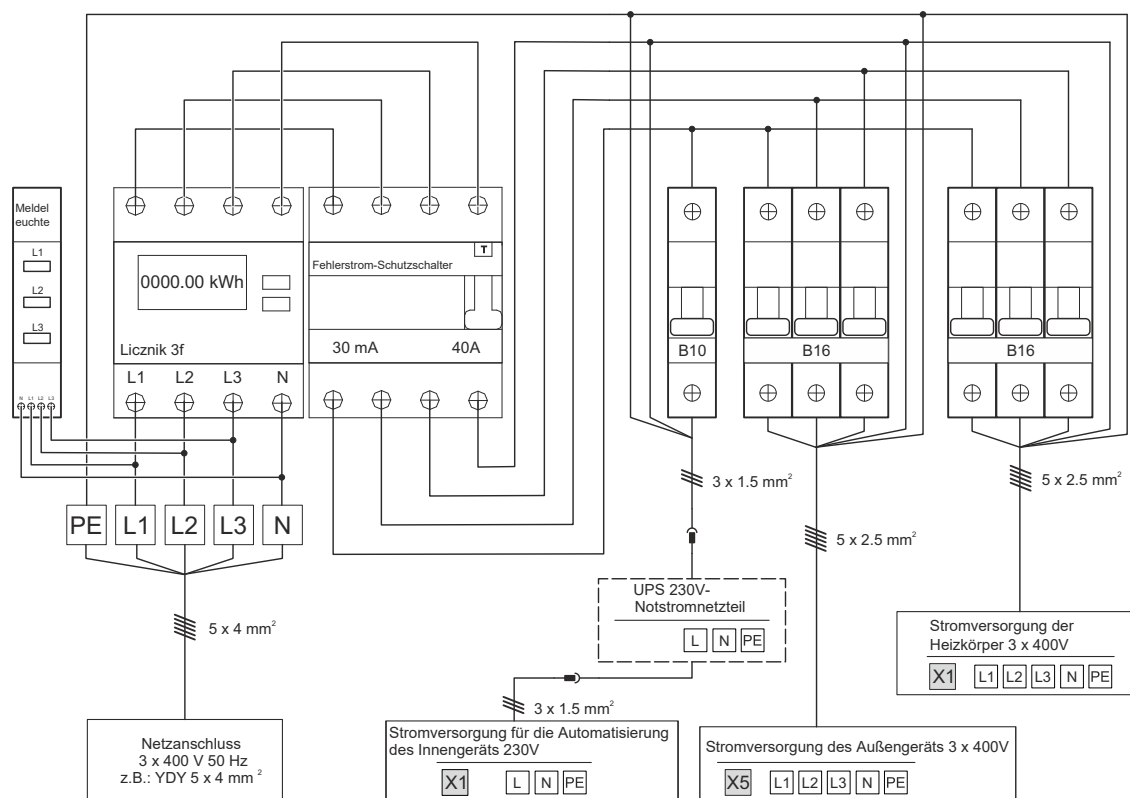 Meldel
euchte
L1
L2
L3
N L1 L2 L3
0000.00 kWh
Licznik 3f
L1 L2 L3 N
T
Fehlerstrom-Schutzschalter
30 mA 40A
B10
B16
B16
PE L1 L2 L3 N
5 x 4 mm²
Netzanschluss
3 x 400 V 50 Hz
z.B.: YDY 5 x 4 mm²
3 x 1.5 mm²
5 x 2.5 mm²
5 x 2.5 mm²
UPS 230V-
Notstromnetzteil
L N PE
3 x 1.5 mm²
Stromversorgung für die Automatisierung
des Innengeräts 230V
X1 L N PE
Stromversorgung des Außengeräts 3 x 400V
X5 L1 L2 L3 N PE
Stromversorgung der
Heizkörper 3 x 400V
X1 L1 L2 L3 N PE